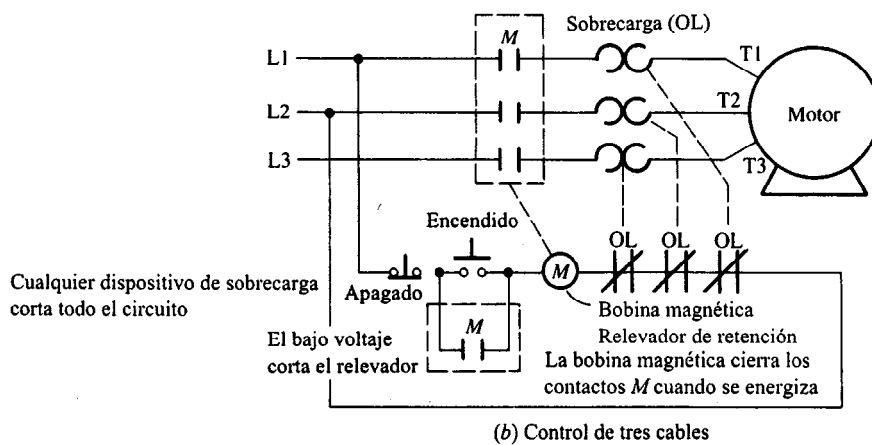 Sobrecarga (OL)
M
L1
T1
L2
T2
Motor
L3
T3
Encendido
OL OL OL
M
Apagado
Cualquier dispositivo de sobrecarga
corta todo el circuito
Bobina magnética
Relevador de retención
M
El bajo voltaje
corta el relevador
La bobina magnética cierra los
contactos M cuando se energiza
(b) Control de tres cables